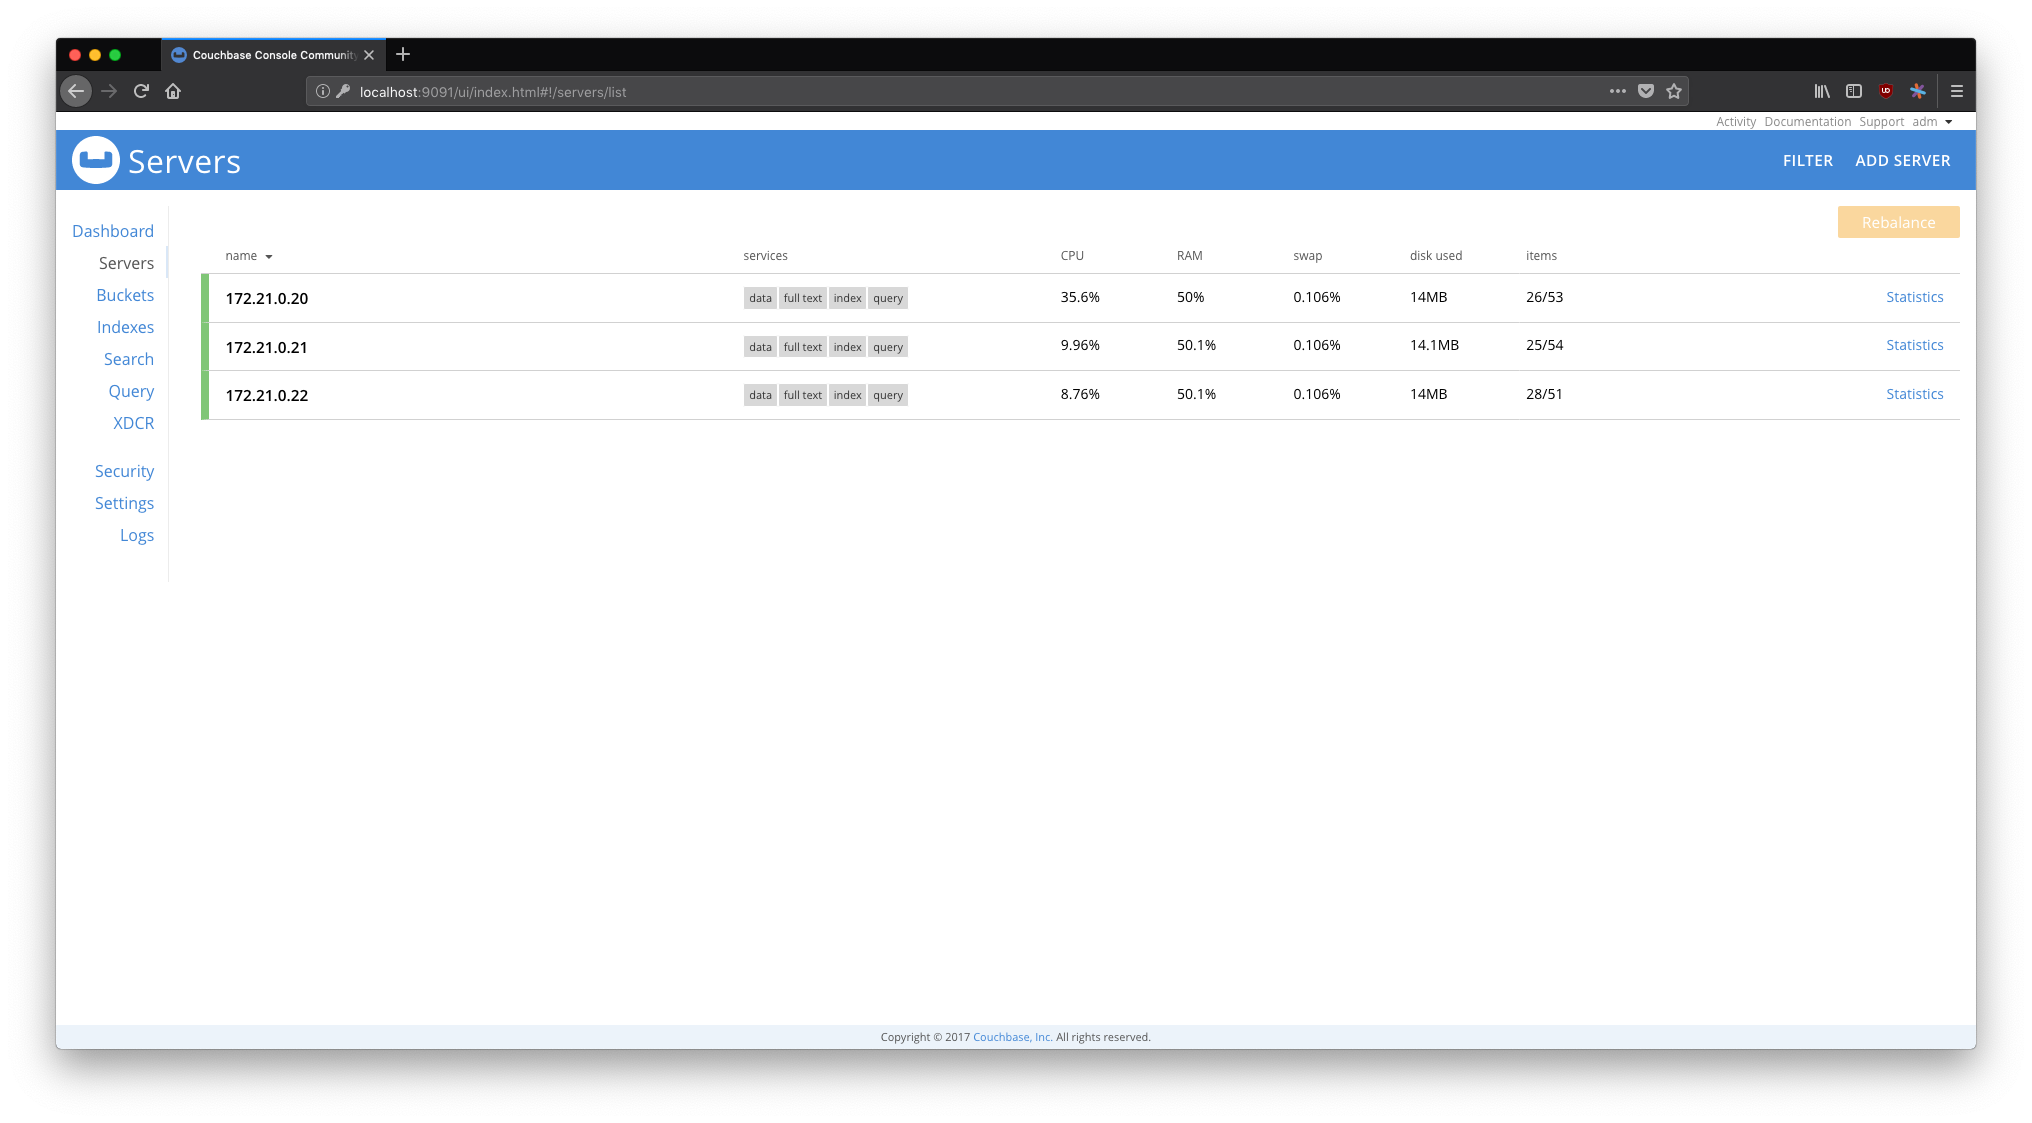 Couchbase Console Community
localhost:9091/ui/index.html#!/servers/list
Activity Documentation Support adm
Servers FILTER ADD SERVER
Rebalance
Dashboard
Servers
Buckets
Indexes
Search
Query
XDCR
Security
Settings
Logs
name services CPU RAM swap disk used items
172.21.0.20 data full text index query 35.6% 50% 0.106% 14MB 26/53 Statistics
172.21.0.21 data full text index query 9.96% 50.1% 0.106% 14.1MB 25/54 Statistics
172.21.0.22 data full text index query 8.76% 50.1% 0.106% 14MB 28/51 Statistics
Copyright © 2017 Couchbase, Inc. All rights reserved.